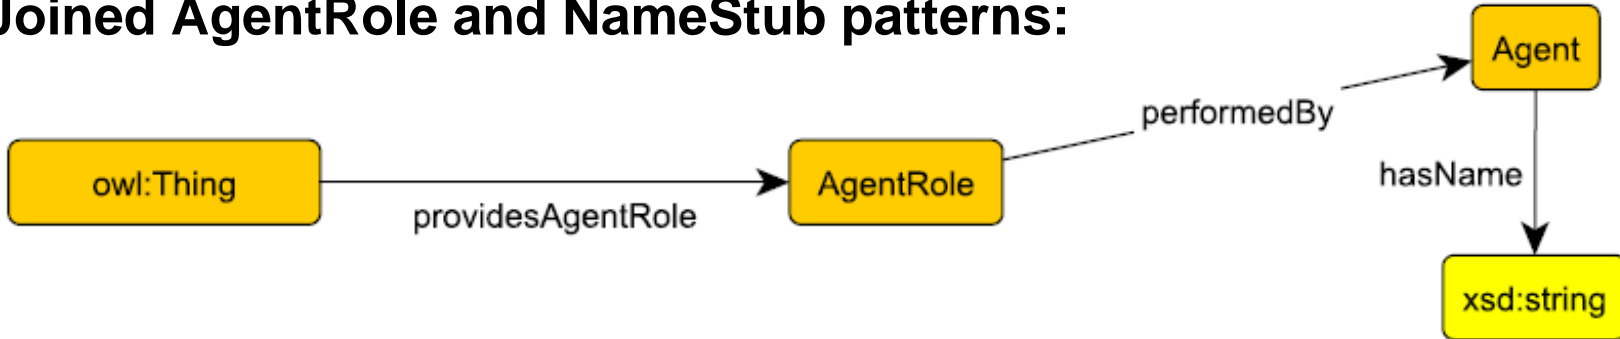 Joined AgentRole and NameStub patterns:
Agent
performedBy
hasName
owl:Thing
AgentRole
providesAgentRole
xsd:string